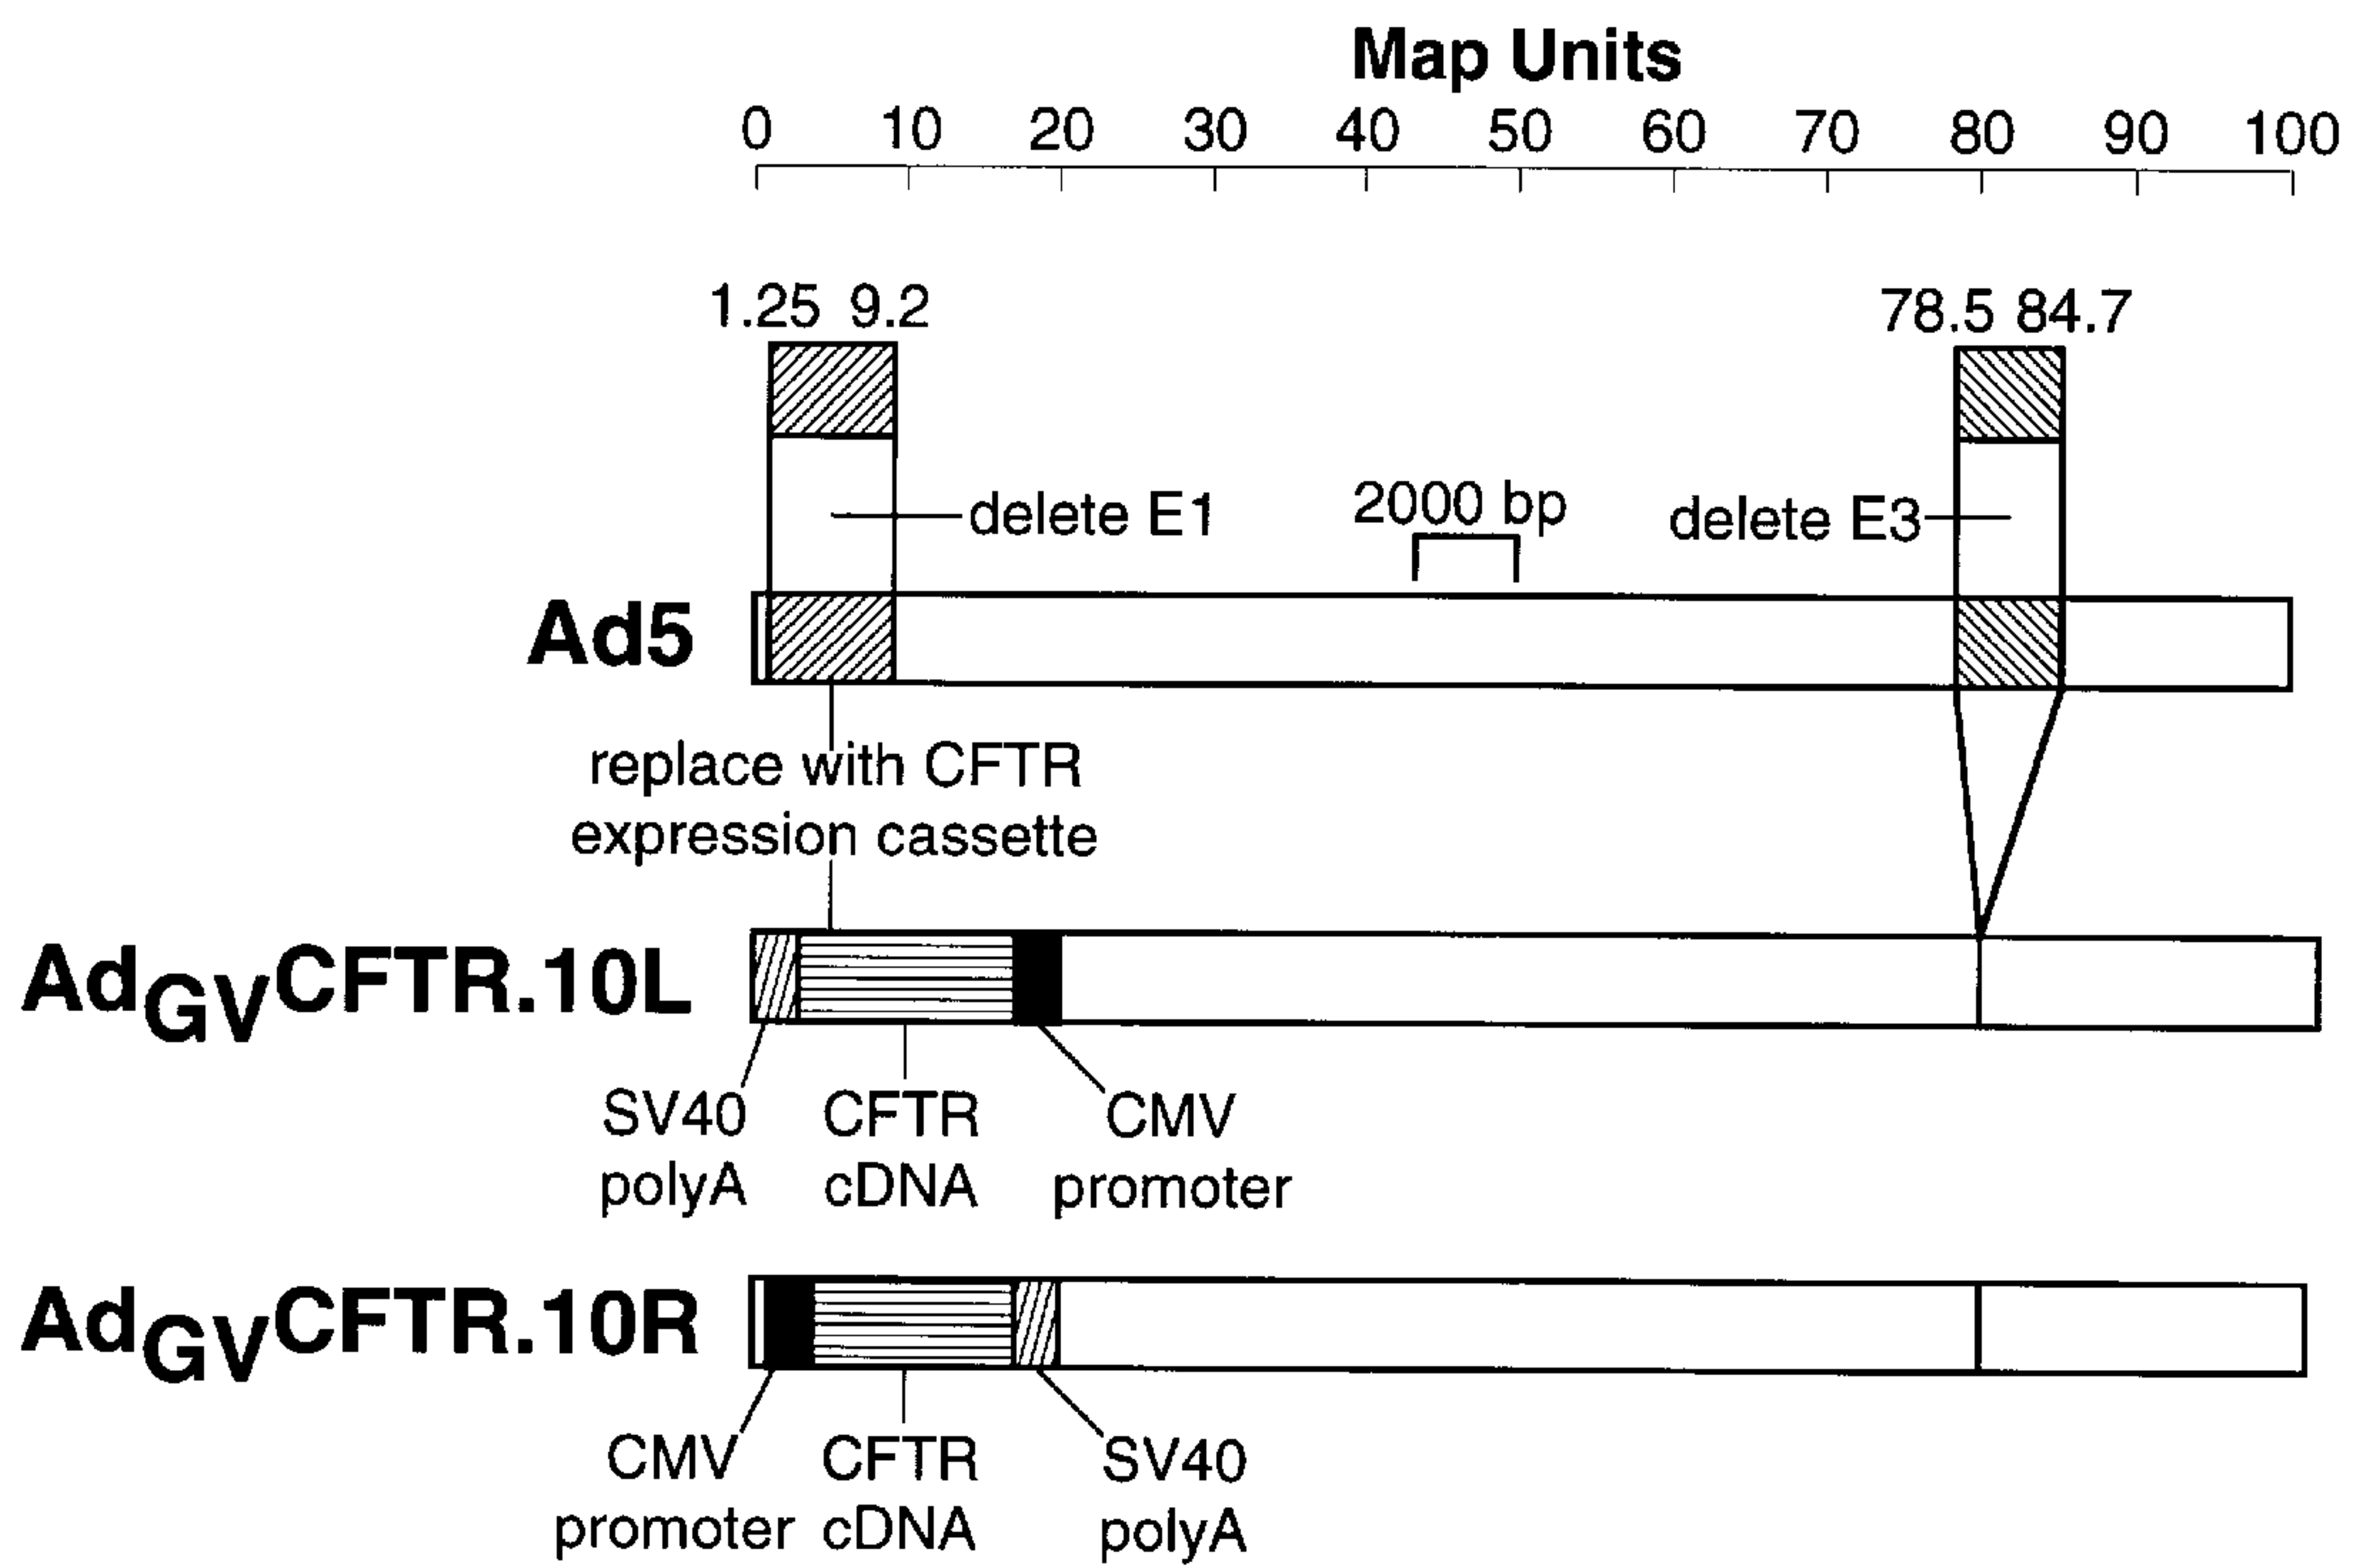 Map Units
0 10 20 30 40 50 60 70 80 90 100
1.25 9.2 78.5 84.7
delete E1 2000 bp delete E3
Ad5
replace with CFTR
expression cassette
AdGVCFTR.10L
SV40 CFTR CMV
polyA cDNA promoter
AdGVCFTR.10R
CMV CFTR SV40
promoter cDNA polyA